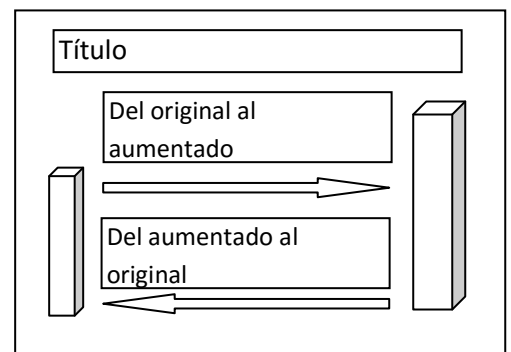 Título
Del original al
aumentado
Del aumentado al
original